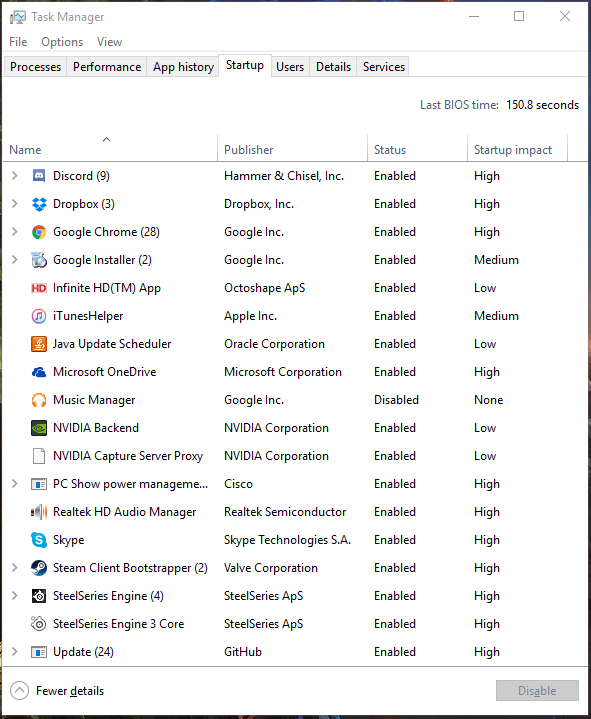 Task Manager
File Options View
Processes Performance App history Startup Users Details Services
Last BIOS time: 150.8 seconds
Name Publisher Status Startup impact
Discord (9) Hammer & Chisel, Inc. Enabled High
Dropbox (3) Dropbox, Inc. Enabled High
Google Chrome (28) Google Inc. Enabled High
Google Installer (2) Google Inc. Enabled Medium
HD Infinite HD(TM) App Octoshape ApS Enabled Low
iTunesHelper Apple Inc. Enabled Medium
Java Update Scheduler Oracle Corporation Enabled Low
Microsoft OneDrive Microsoft Corporation Enabled High
Music Manager Google Inc. Disabled None
NVIDIA Backend NVIDIA Corporation Enabled Low
NVIDIA Capture Server Proxy NVIDIA Corporation Enabled Low
PC Show power manageme... Cisco Enabled High
Realtek HD Audio Manager Realtek Semiconductor Enabled High
Skype Skype Technologies S.A. Enabled High
Steam Client Bootstrapper (2) Valve Corporation Enabled High
SteelSeries Engine (4) SteelSeries ApS Enabled High
SteelSeries Engine 3 Core SteelSeries ApS Enabled High
Update (24) GitHub Enabled High
Fewer details Disable